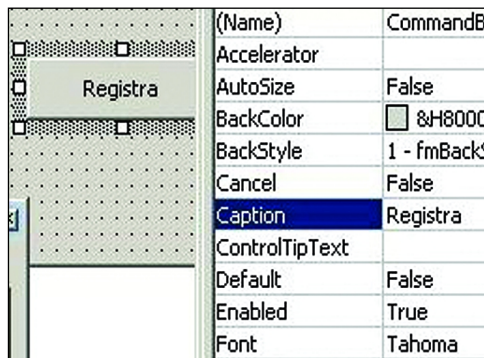 Registra
(Name) CommandB
Accelerator
AutoSize False
BackColor &H8000
BackStyle 1 - fmBackS
Cancel False
Caption Registra
ControlTipText
Default False
Enabled True
Font Tahoma